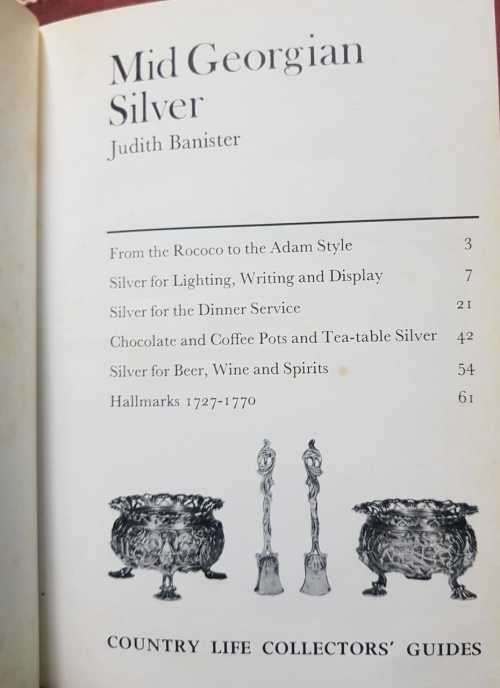 Mid Georgian
Silver
Judith Banister
From the Rococo to the Adam Style 3
Silver for Lighting, Writing and Display 7
Silver for the Dinner Service 21
Chocolate and Coffee Pots and Tea-table Silver 42
Silver for Beer, Wine and Spirits 54
Hallmarks 1727-1770 61
COUNTRY LIFE COLLECTORS' GUIDES